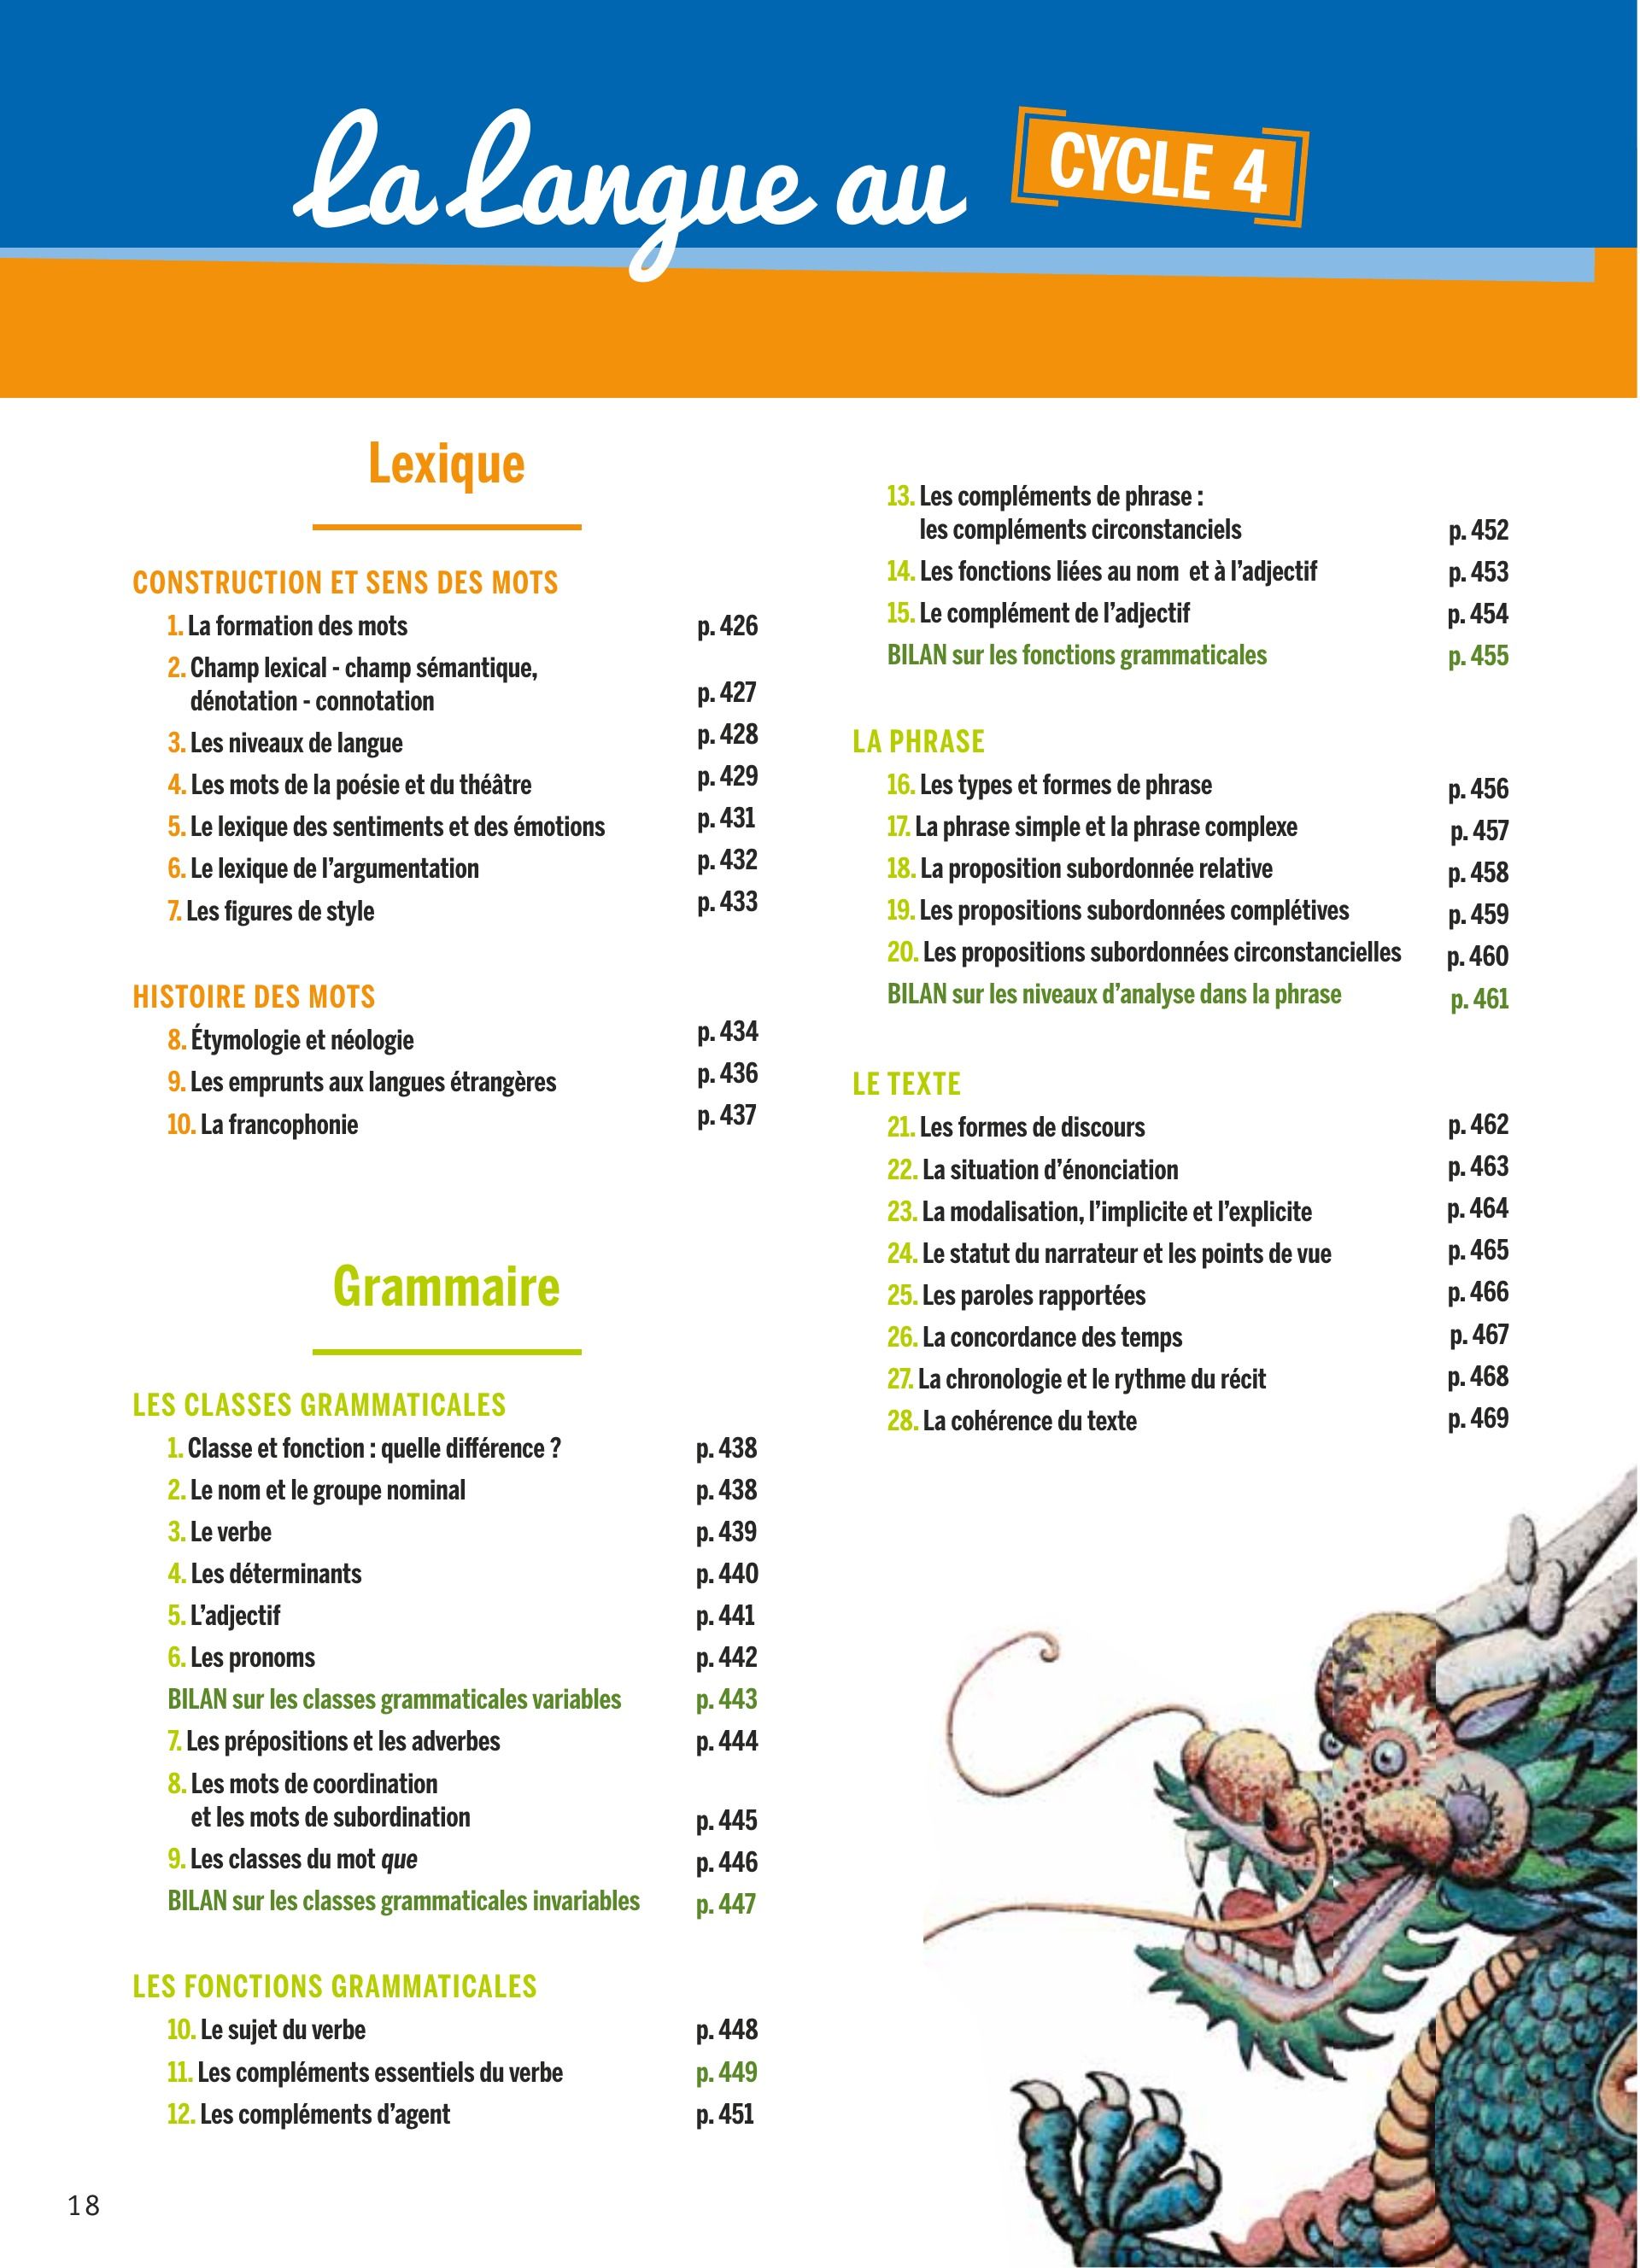 La Langue au CYCLE 4
Lexique
CONSTRUCTION ET SENS DES MOTS
1. La formation des mots p. 426
2. Champ lexical - champ sémantique,
dénotation - connotation p. 427
3. Les niveaux de langue p. 428
4. Les mots de la poésie et du théâtre p. 429
5. Le lexique des sentiments et des émotions p. 431
6. Le lexique de l'argumentation p. 432
7. Les figures de style p. 433
HISTOIRE DES MOTS
8. Étymologie et néologie p. 434
9. Les emprunts aux langues étrangères p. 436
10. La francophonie p. 437
Grammaire
LES CLASSES GRAMMATICALES
1. Classe et fonction : quelle différence ? p. 438
2. Le nom et le groupe nominal p. 438
3. Le verbe p. 439
4. Les déterminants p. 440
5. L'adjectif p. 441
6. Les pronoms p. 442
BILAN sur les classes grammaticales variables p. 443
7. Les prépositions et les adverbes p. 444
8. Les mots de coordination
et les mots de subordination p. 445
9. Les classes du mot que p. 446
BILAN sur les classes grammaticales invariables p. 447
LES FONCTIONS GRAMMATICALES
10. Le sujet du verbe p. 448
11. Les compléments essentiels du verbe p. 449
12. Les compléments d'agent p. 451
13. Les compléments de phrase :
les compléments circonstanciels p. 452
14. Les fonctions liées au nom et à l'adjectif p. 453
15. Le complément de l'adjectif p. 454
BILAN sur les fonctions grammaticales p. 455
LA PHRASE
16. Les types et formes de phrase p. 456
17. La phrase simple et la phrase complexe p. 457
18. La proposition subordonnée relative p. 458
19. Les propositions subordonnées complétives p. 459
20. Les propositions subordonnées circonstancielles p. 460
BILAN sur les niveaux d'analyse dans la phrase p. 461
LE TEXTE
21. Les formes de discours p. 462
22. La situation d'énonciation p. 463
23. La modalisation, l'implicite et l'explicite p. 464
24. Le statut du narrateur et les points de vue p. 465
25. Les paroles rapportées p. 466
26. La concordance des temps p. 467
27. La chronologie et le rythme du récit p. 468
28. La cohérence du texte p. 469
18